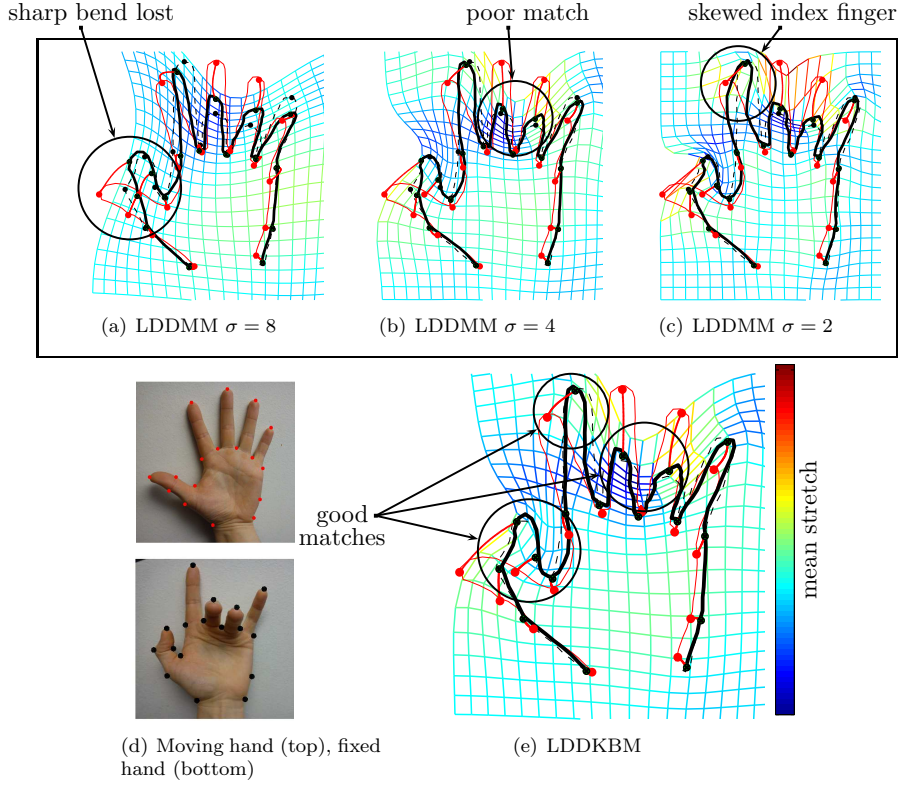 sharp bend lost
poor match
skewed index finger
(a) LDDMM σ = 8
(b) LDDMM σ = 4
(c) LDDMM σ = 2
good
matches
mean stretch
(d) Moving hand (top), fixed
hand (bottom)
(e) LDDKBM